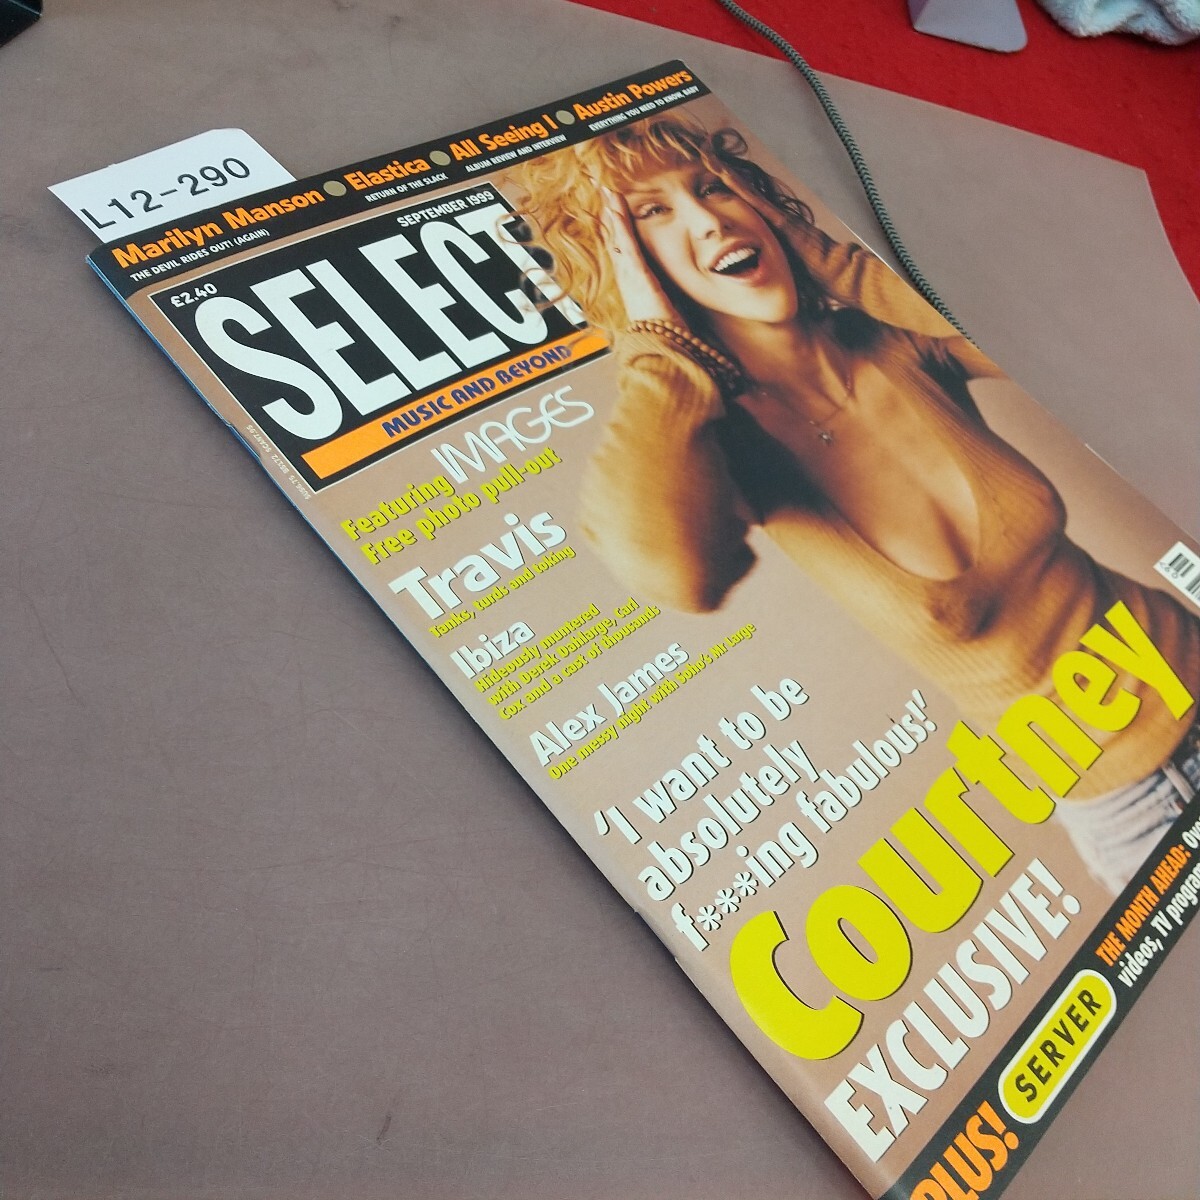 L12-290
Marilyn Manson
THE DEVIL RIDES OUT! (AGAIN)
Elastica
RETURN OF THE SLACK
All Seeing I
ALBUM REVIEW AND INTERVIEW
Austin Powers
EVERYTHING YOU NEED TO KNOW, BABY
£2.40
SEPTEMBER 1999
SELECT
MUSIC AND BEYOND
Featuring IMAGES
Free photo pull-out
Travis
Tanks, turds and toking
Ibiza
Hideously muntered
with Derek Dahlarge, Carl
Cox and a cast of thousands
Alex James
One messy night with Soho's Mr Large
'I want to be
absolutely
f***ing fabulous!'
Courtney
EXCLUSIVE!
PLUS!
SERVER
THE MONTH AHEAD:
videos, TV